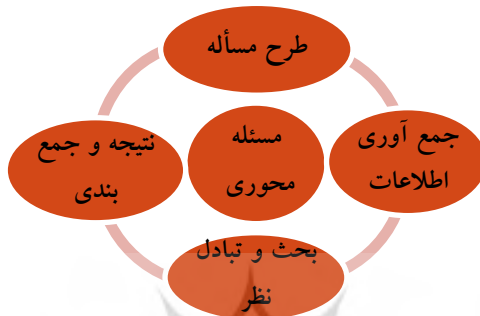 طرح مسأله
جمع آوری
اطلاعات
مسئله
محوری
نتیجه و جمع
بندی
بحث و تبادل
نظر